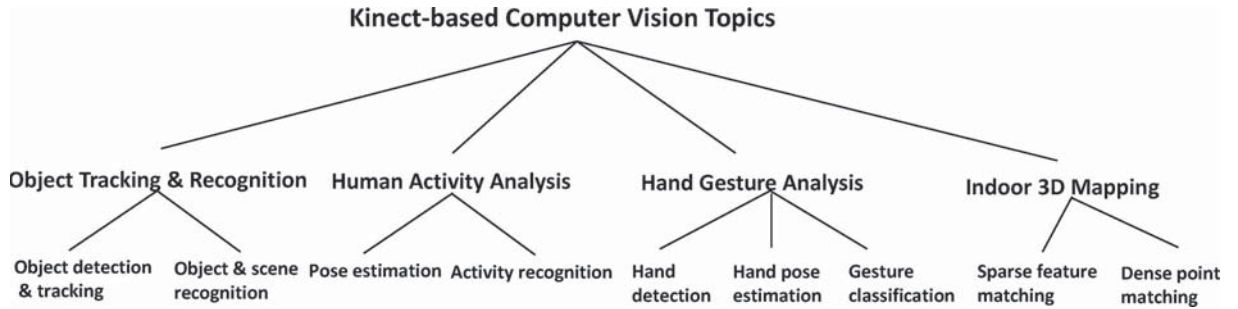 Kinect-based Computer Vision Topics
Object Tracking & Recognition
Human Activity Analysis
Hand Gesture Analysis
Indoor 3D Mapping
Object detection
& tracking
Object & scene
recognition
Pose estimation
Activity recognition
Hand
detection
Hand pose
estimation
Gesture
classification
Sparse feature
matching
Dense point
matching